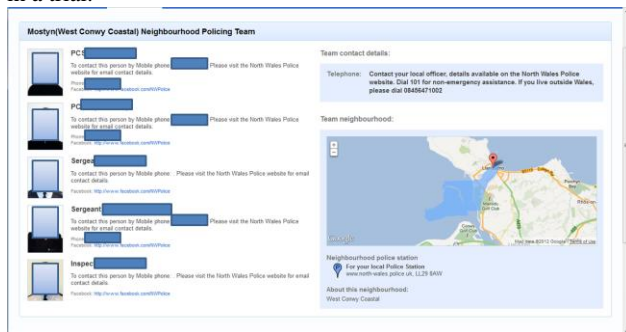 Mostyn(West Conwy Coastal) Neighbourhood Policing Team
PC
To contact this person by Mobile phone Please visit the North Wales Police
website for email contact details.
Phone
Facebook: http://www.facebook.com/NWPolice
PC
To contact this person by Mobile phone Please visit the North Wales Police
website for email contact details.
Phone
Facebook: http://www.facebook.com/NWPolice
Sergea
To contact this person by Mobile phone : Please visit the North Wales Police website for email
contact details.
Facebook: http://www.facebook.com/NWPolice
Sergeant
To contact this person by Mobile phone Please visit the North Wales Police
website for email contact details.
Phone
Facebook: http://www.facebook.com/NWPolice
Inspec
To contact this person by Mobile phone : Please visit the North Wales Police website for email
contact details.
Facebook: http://www.facebook.com/NWPolice
Team contact details:
Telephone: Contact your local officer, details available on the North Wales Police
website. Dial 101 for non-emergency assistance. If you live outside Wales,
please dial 08456471002
Team neighbourhood:
Neighbourhood police station
For your local Police Station
www.north-wales.police.uk, LL29 8AW
About this neighbourhood:
West Conwy Coastal